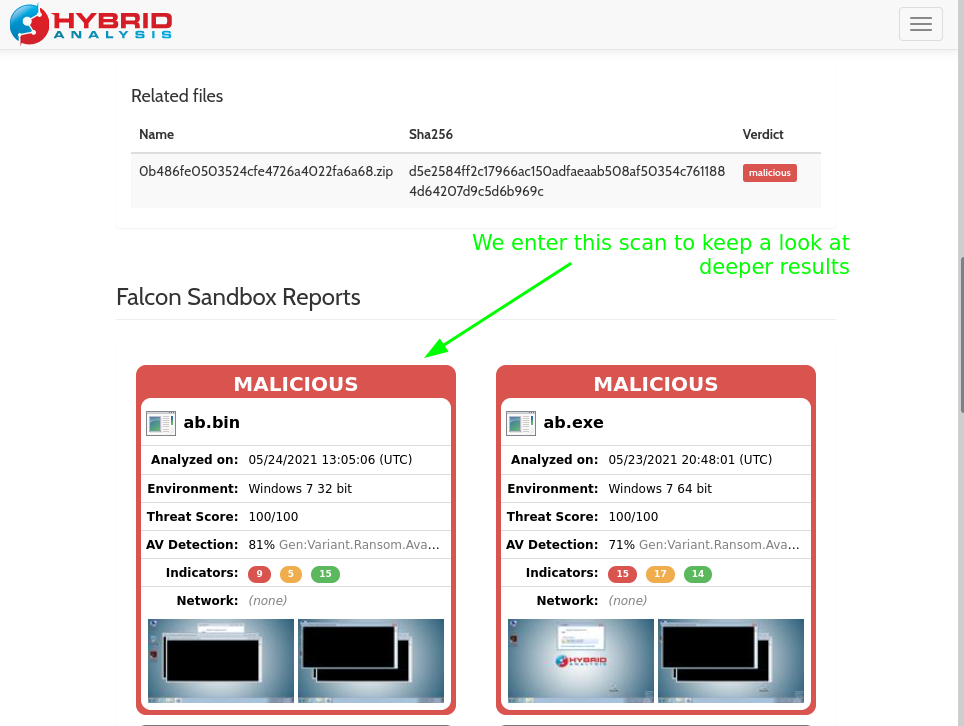 HYBRID
ANALYSIS
Related files
Name Sha256 Verdict
0b486fe0503524cfe4726a4022fa6a68.zip d5e2584ff2c17966ac150adfaeaab508af50354c761188 malicious
4d64207d9c5d6b969c
We enter this scan to keep a look at
deeper results
Falcon Sandbox Reports
MALICIOUS
ab.bin
Analyzed on: 05/24/2021 13:05:06 (UTC)
Environment: Windows 7 32 bit
Threat Score: 100/100
AV Detection: 81% Gen:Variant.Ransom.Ava...
Indicators: 9 5 15
Network: (none)
MALICIOUS
ab.exe
Analyzed on: 05/23/2021 20:48:01 (UTC)
Environment: Windows 7 64 bit
Threat Score: 100/100
AV Detection: 71% Gen:Variant.Ransom.Ava...
Indicators: 15 17 14
Network: (none)
HYBRID
ANALYSIS